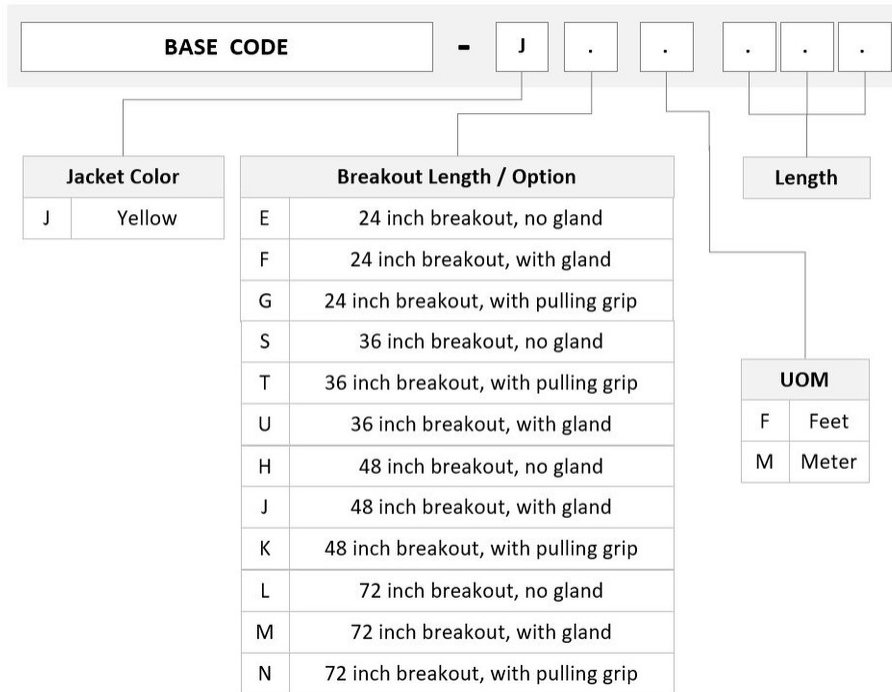 BASE CODE - J . . . . .
Jacket Color
J Yellow
Breakout Length / Option
E 24 inch breakout, no gland
F 24 inch breakout, with gland
G 24 inch breakout, with pulling grip
S 36 inch breakout, no gland
T 36 inch breakout, with pulling grip
U 36 inch breakout, with gland
H 48 inch breakout, no gland
J 48 inch breakout, with gland
K 48 inch breakout, with pulling grip
L 72 inch breakout, no gland
M 72 inch breakout, with gland
N 72 inch breakout, with pulling grip
Length
UOM
F Feet
M Meter